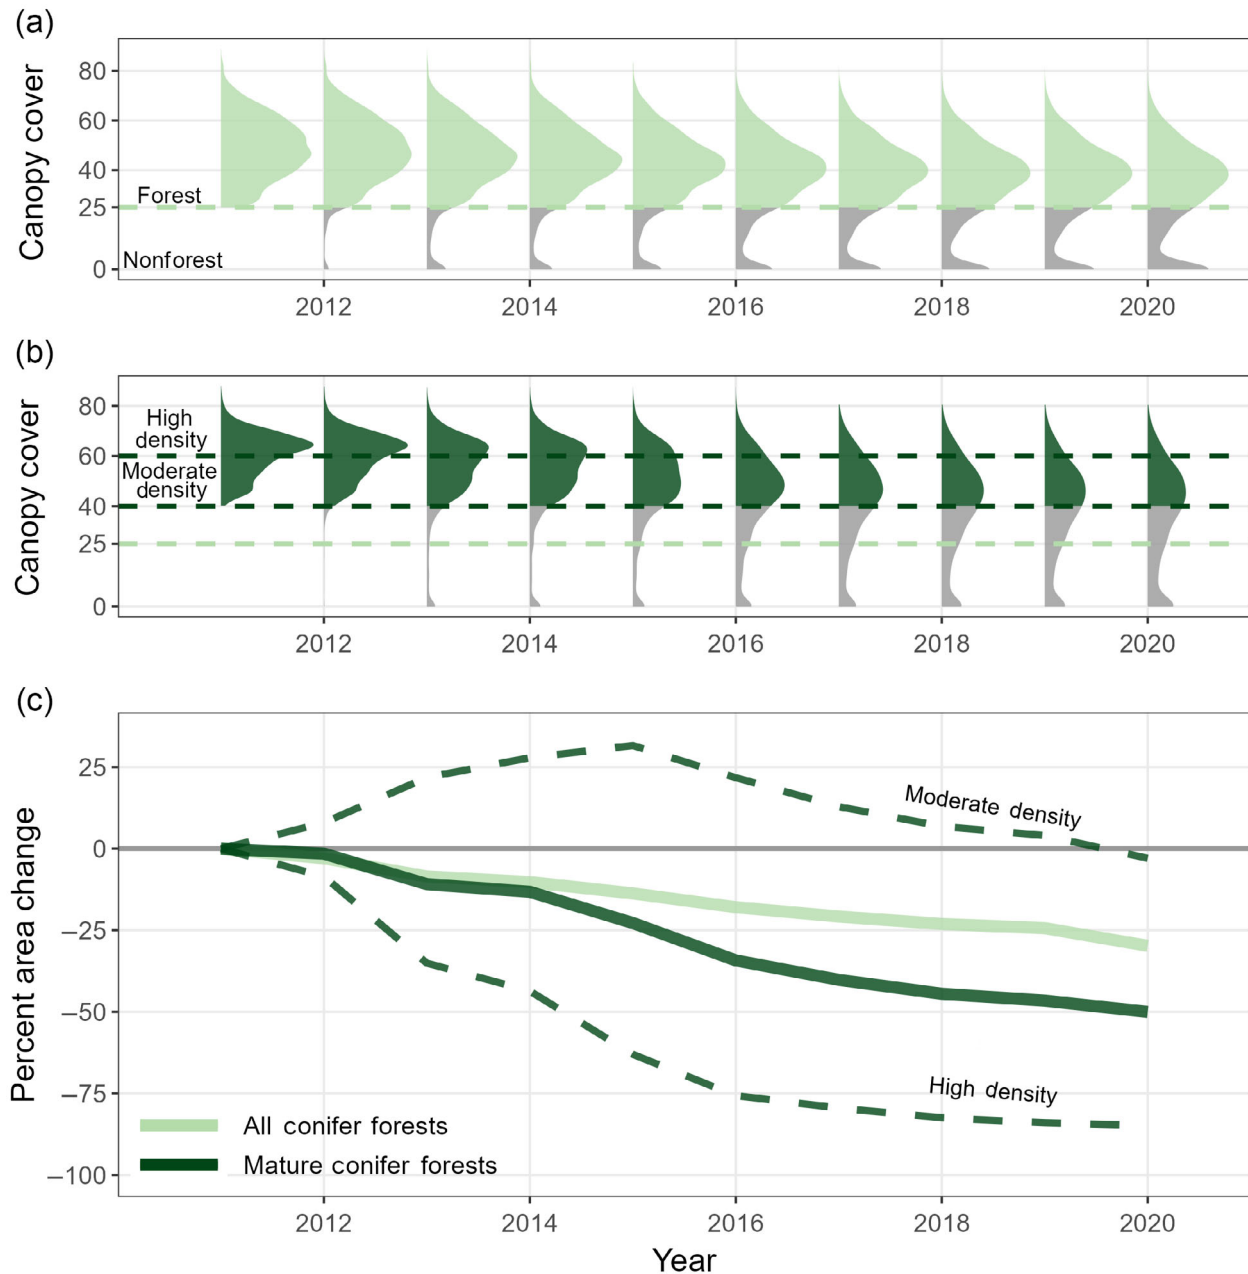 (a)
Canopy cover
80
60
40
25
0
Forest
Nonforest
2012
2014
2016
2018
2020
(b)
Canopy cover
80
60
40
25
0
High
density
Moderate
density
2012
2014
2016
2018
2020
(c)
Percent area change
25
0
−25
−50
−75
−100
Moderate density
High density
All conifer forests
Mature conifer forests
2012
2014
2016
2018
2020
Year